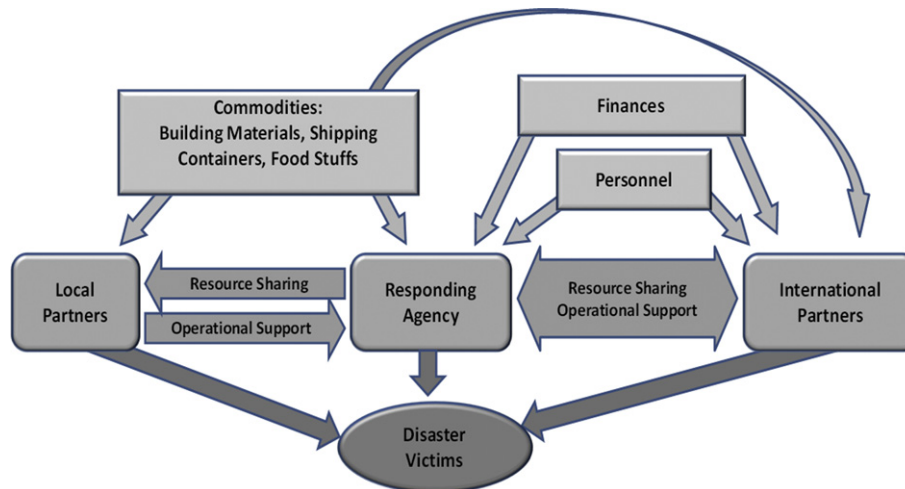 Commodities:
Building Materials, Shipping
Containers, Food Stuffs
Finances
Personnel
Local
Partners
Resource Sharing
Operational Support
Responding
Agency
Resource Sharing
Operational Support
International
Partners
Disaster
Victims